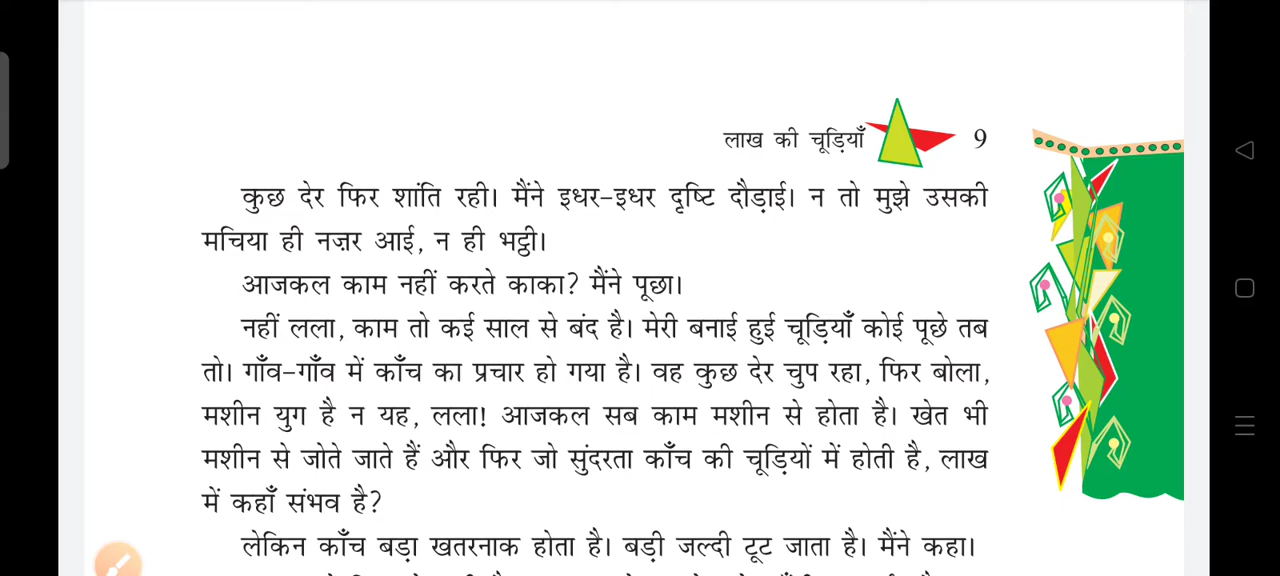 लाख की चूड़ियाँ 9
कुछ देर फिर शांति रही। मैंने इधर-इधर दृष्टि दौड़ाई। न तो मुझे उसकी
मचिया ही नज़र आई, न ही भट्ठी।
आजकल काम नहीं करते काका? मैंने पूछा।
नहीं लला, काम तो कई साल से बंद है। मेरी बनाई हुई चूड़ियाँ कोई पूछे तब
तो। गाँव-गाँव में काँच का प्रचार हो गया है। वह कुछ देर चुप रहा, फिर बोला,
मशीन युग है न यह, लला! आजकल सब काम मशीन से होता है। खेत भी
मशीन से जोते जाते हैं और फिर जो सुंदरता काँच की चूड़ियों में होती है, लाख
में कहाँ संभव है?
लेकिन काँच बड़ा खतरनाक होता है। बड़ी जल्दी टूट जाता है। मैंने कहा।